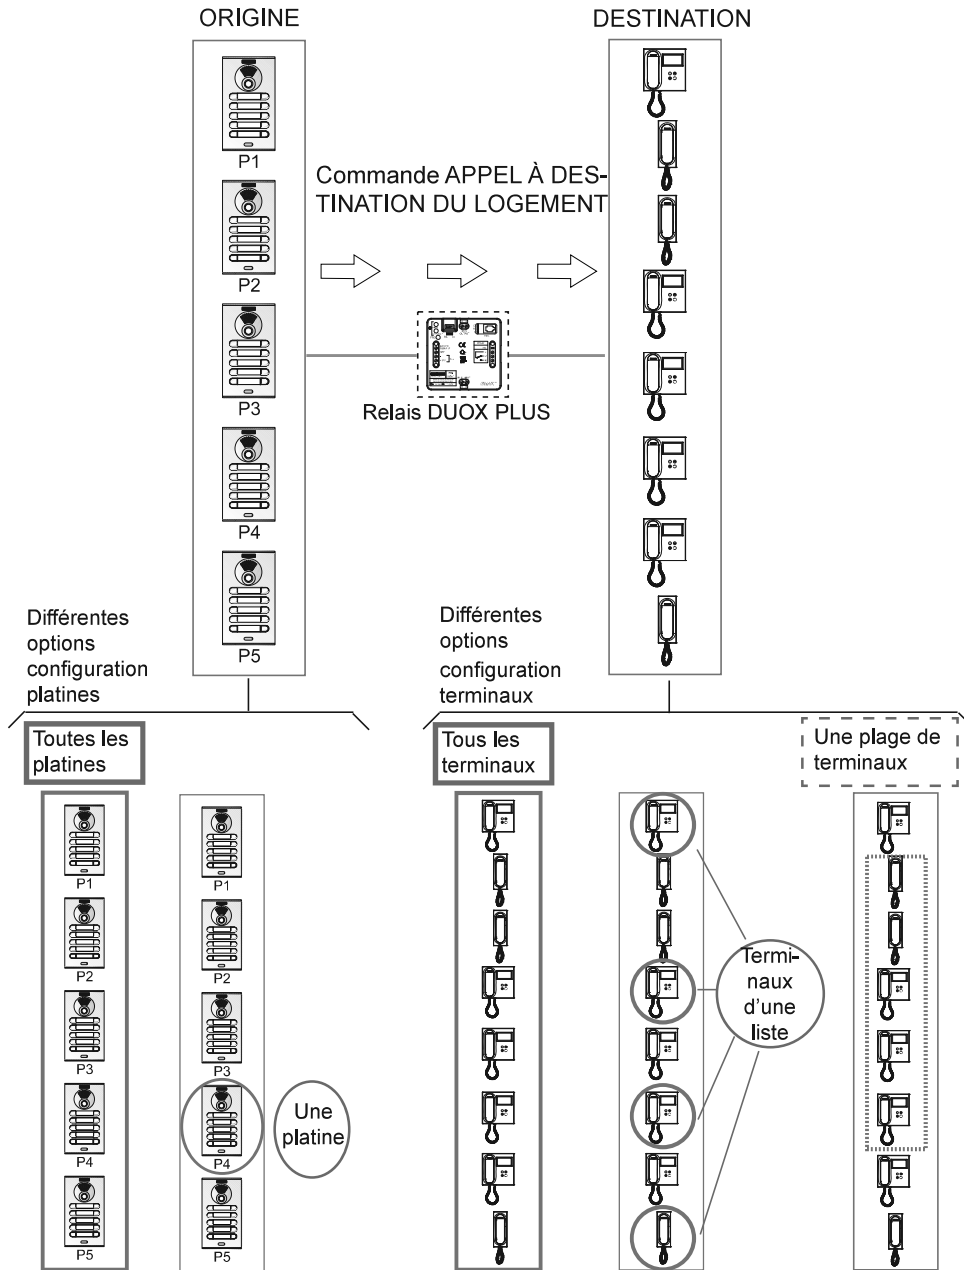 ORIGINE
DESTINATION
P1
P2
P3
P4
P5
Commande APPEL À DES-
TINATION DU LOGEMENT
Relais DUOX PLUS
Différentes
options
configuration
platines
Différentes
options
configuration
terminaux
Toutes les
platines
P1
P2
P3
P4
P5
P1
P2
P3
P4
P5
Une
platine
Tous les
terminaux
Termi-
naux
d'une
liste
Une plage de
terminaux